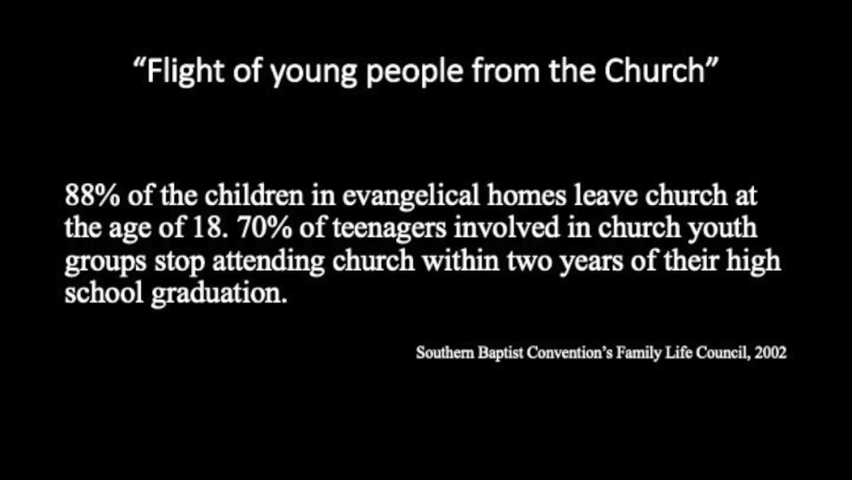 “Flight of young people from the Church”
88% of the children in evangelical homes leave church at
the age of 18. 70% of teenagers involved in church youth
groups stop attending church within two years of their high
school graduation.
Southern Baptist Convention’s Family Life Council, 2002